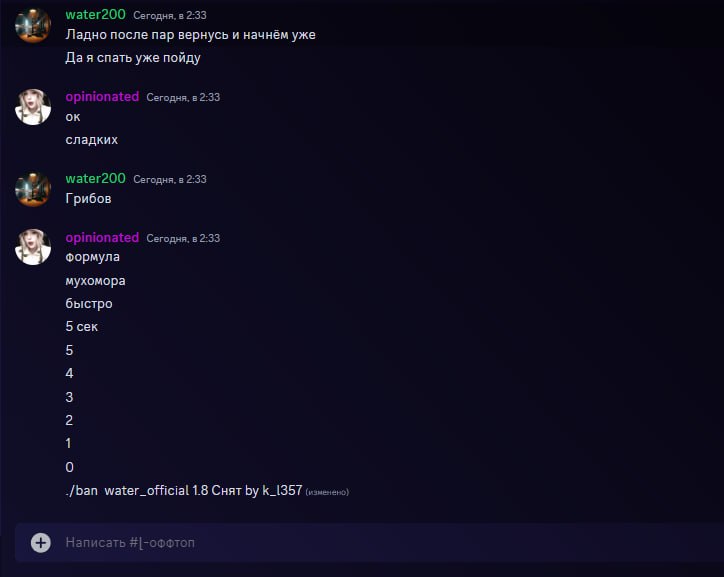 water200 Сегодня, в 2:33
Ладно после пар вернусь и начнём уже
Да я спать уже пойду
opinionated Сегодня, в 2:33
ок
сладких
water200 Сегодня, в 2:33
Грибов
opinionated Сегодня, в 2:33
формула
мухомора
быстро
5 сек
5
4
3
2
1
0
./ban water_official 1.8 Снят by k_l357 (изменено)
Написать #[-оффтоп